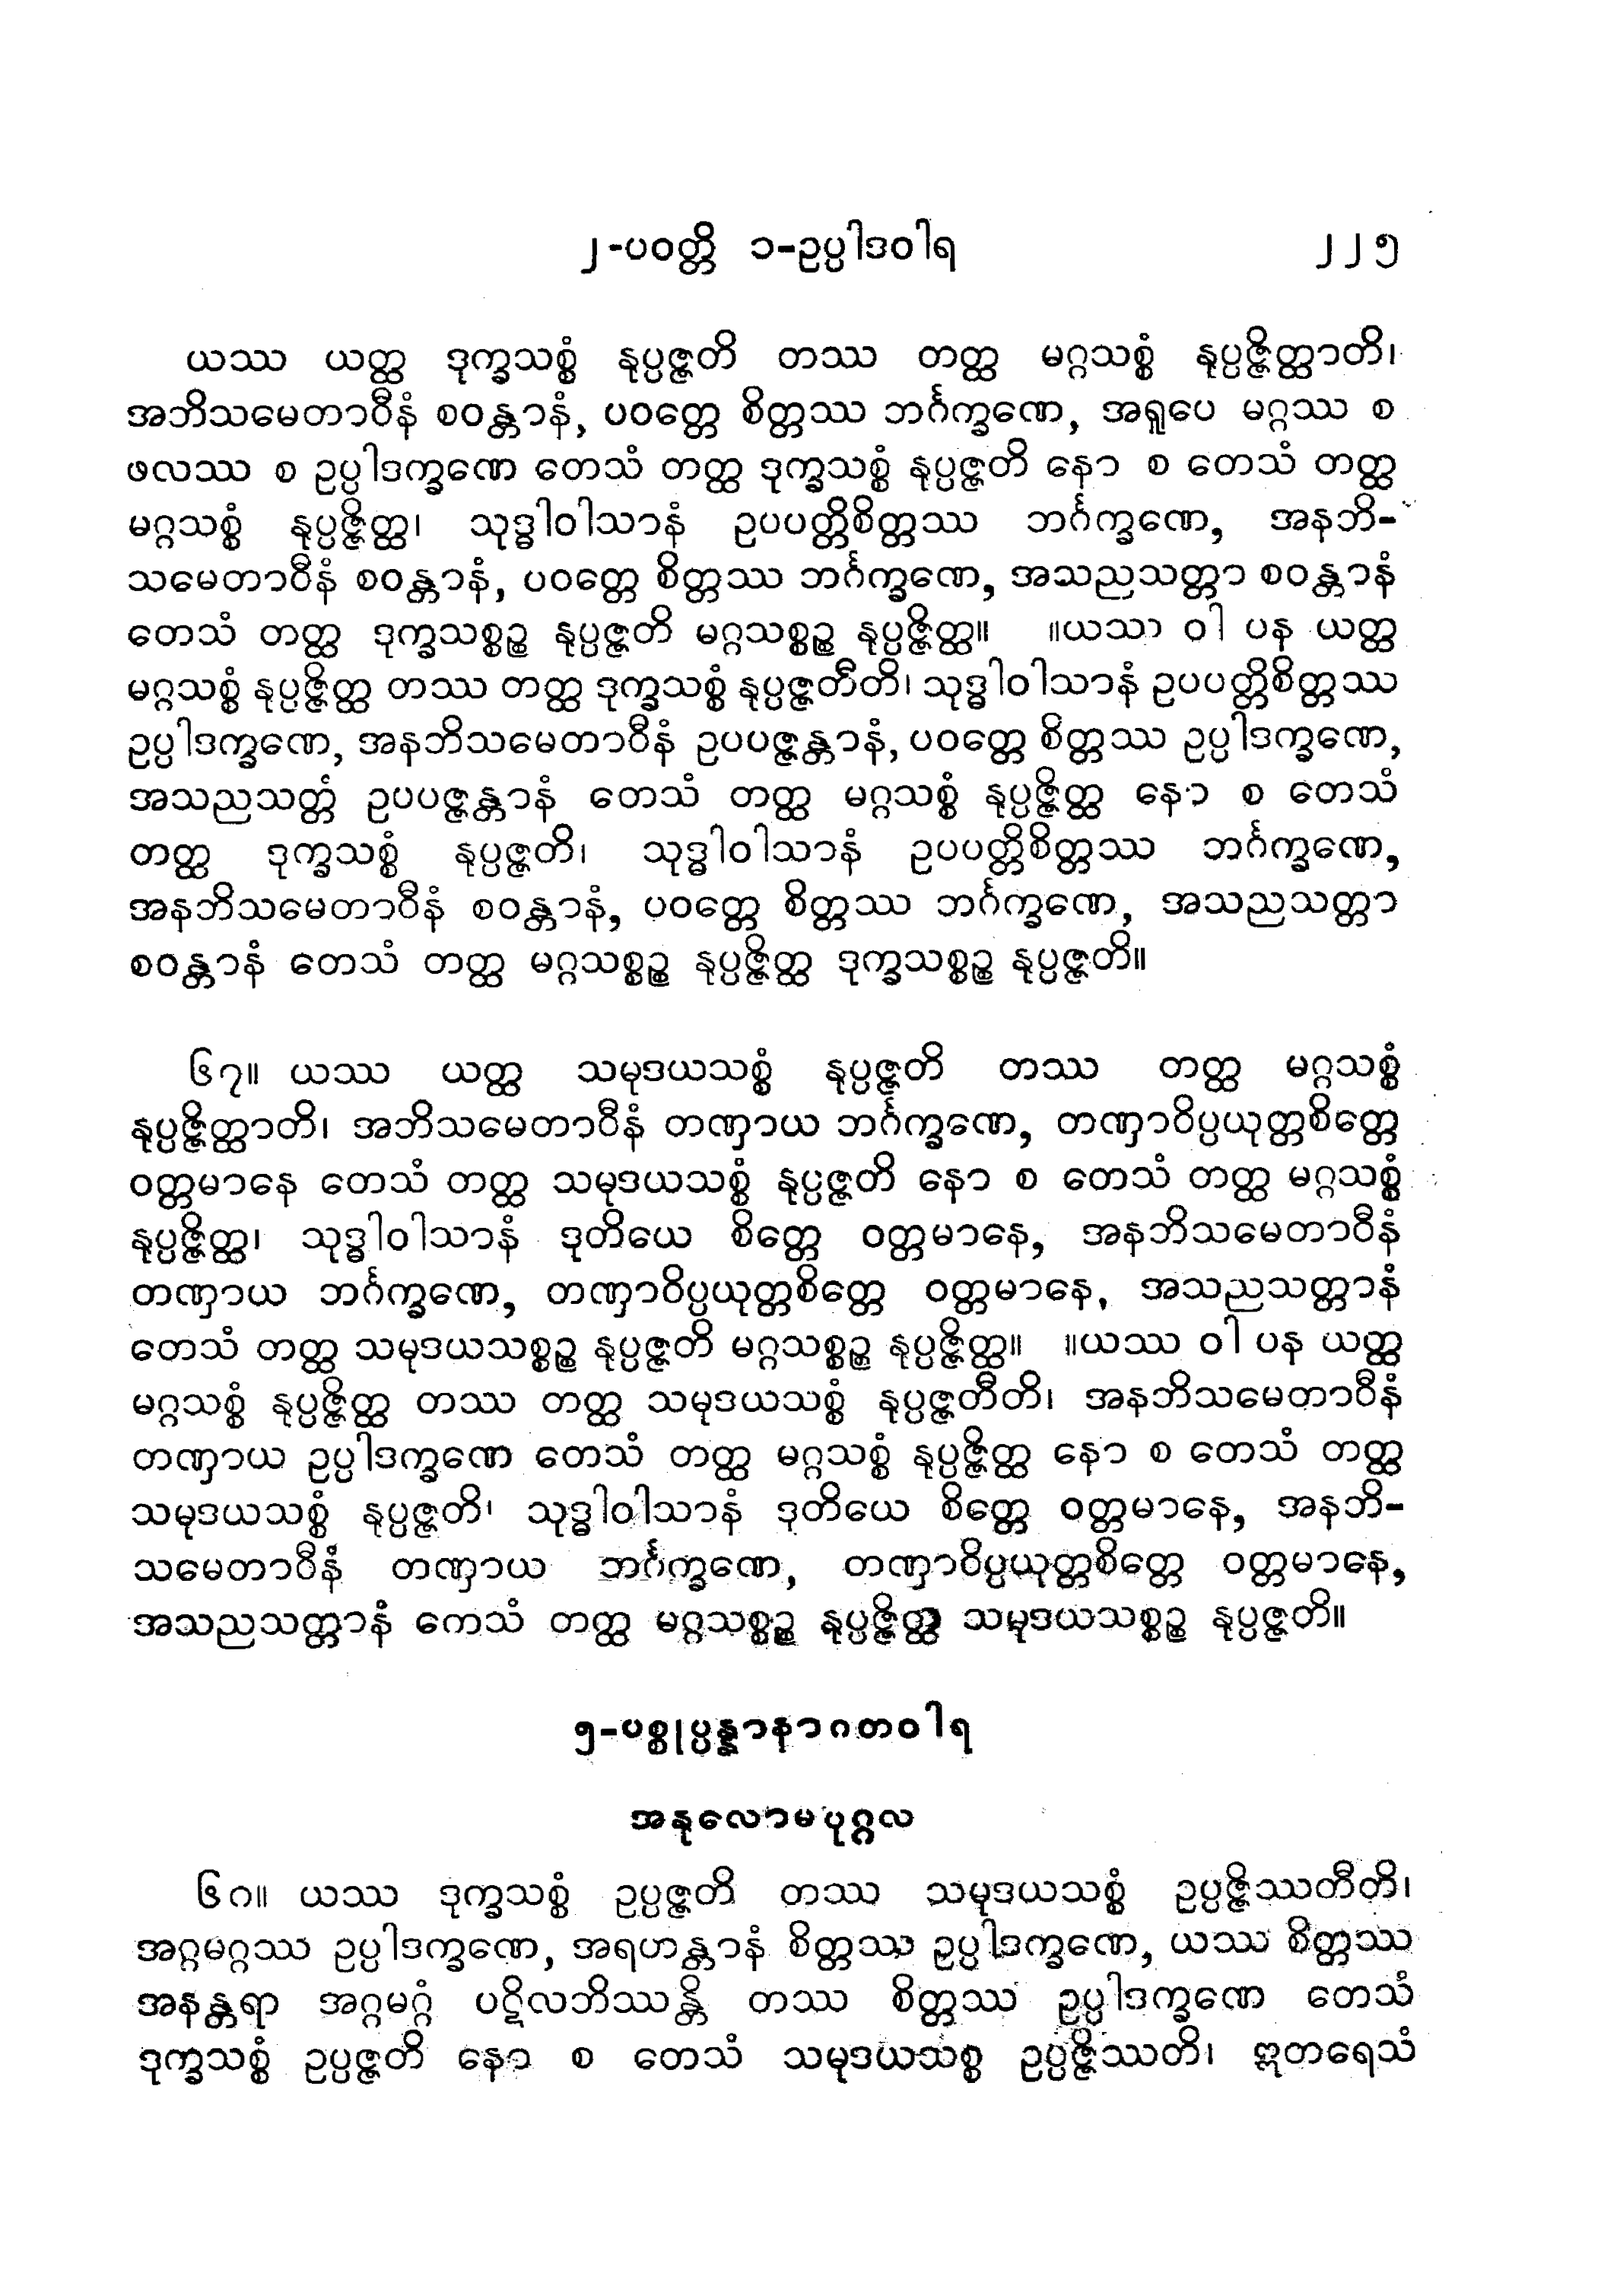 ၂-ပဝတ္တိ ၁-ဥပ္ပါဒဝါရ ၂၂၅
ယဿ ယတ္ထ ဒုက္ခသစ္စံ နုပ္ပဇ္ဇတိ တဿ တတ္ထ မဂ္ဂသစ္စံ နုပ္ပဇ္ဇိတ္ထာတိ၊
အဘိသမေတာဝီနံ စဝန္တာနံ, ပဝတ္တေ စိတ္တဿ ဘင်္ဂက္ခဏေ, အရူပေ မဂ္ဂဿ စ
ဖလဿ စ ဥပ္ပါဒက္ခဏေ တေသံ တတ္ထ ဒုက္ခသစ္စံ နုပ္ပဇ္ဇတိ နော စ တေသံ တတ္ထ
မဂ္ဂသစ္စံ နုပ္ပဇ္ဇိတ္ထ၊ သုဒ္ဓါဝါသာနံ ဥပပတ္တိစိတ္တဿ ဘင်္ဂက္ခဏေ, အနဘိ-
သမေတာဝီနံ စဝန္တာနံ, ပဝတ္တေ စိတ္တဿ ဘင်္ဂက္ခဏေ, အသညသတ္တာ စဝန္တာနံ
တေသံ တတ္ထ ဒုက္ခသစ္စဉ္စ နုပ္ပဇ္ဇတိ မဂ္ဂသစ္စဉ္စ နုပ္ပဇ္ဇိတ္ထ။ ။ယဿ ဝါ ပန ယတ္ထ
မဂ္ဂသစ္စံ နုပ္ပဇ္ဇိတ္ထ တဿ တတ္ထ ဒုက္ခသစ္စံ နုပ္ပဇ္ဇတီတိ၊ သုဒ္ဓါဝါသာနံ ဥပပတ္တိစိတ္တဿ
ဥပ္ပါဒက္ခဏေ, အနဘိသမေတာဝီနံ ဥပပဇ္ဇန္တာနံ, ပဝတ္တေ စိတ္တဿ ဥပ္ပါဒက္ခဏေ,
အသညသတ္တံ ဥပပဇ္ဇန္တာနံ တေသံ တတ္ထ မဂ္ဂသစ္စံ နုပ္ပဇ္ဇိတ္ထ နော စ တေသံ
တတ္ထ ဒုက္ခသစ္စံ နုပ္ပဇ္ဇတိ၊ သုဒ္ဓါဝါသာနံ ဥပပတ္တိစိတ္တဿ ဘင်္ဂက္ခဏေ,
အနဘိသမေတာဝီနံ စဝန္တာနံ, ပဝတ္တေ စိတ္တဿ ဘင်္ဂက္ခဏေ, အသညသတ္တာ
စဝန္တာနံ တေသံ တတ္ထ မဂ္ဂသစ္စဉ္စ နုပ္ပဇ္ဇိတ္ထ ဒုက္ခသစ္စဉ္စ နုပ္ပဇ္ဇတိ။
၆၇။ ယဿ ယတ္ထ သမုဒယသစ္စံ နုပ္ပဇ္ဇတိ တဿ တတ္ထ မဂ္ဂသစ္စံ
နုပ္ပဇ္ဇိတ္ထာတိ၊ အဘိသမေတာဝီနံ တဏှာယ ဘင်္ဂက္ခဏေ, တဏှာဝိပ္ပယုတ္တစိတ္တေ
ဝတ္တမာနေ တေသံ တတ္ထ သမုဒယသစ္စံ နုပ္ပဇ္ဇတိ နော စ တေသံ တတ္ထ မဂ္ဂသစ္စံ
နုပ္ပဇ္ဇိတ္ထ၊ သုဒ္ဓါဝါသာနံ ဒုတိယေ စိတ္တေ ဝတ္တမာနေ, အနဘိသမေတာဝီနံ
တဏှာယ ဘင်္ဂက္ခဏေ, တဏှာဝိပ္ပယုတ္တစိတ္တေ ဝတ္တမာနေ, အသညသတ္တာနံ
တေသံ တတ္ထ သမုဒယသစ္စဉ္စ နုပ္ပဇ္ဇတိ မဂ္ဂသစ္စဉ္စ နုပ္ပဇ္ဇိတ္ထ။ ။ယဿ ဝါ ပန ယတ္ထ
မဂ္ဂသစ္စံ နုပ္ပဇ္ဇိတ္ထ တဿ တတ္ထ သမုဒယသစ္စံ နုပ္ပဇ္ဇတီတိ၊ အနဘိသမေတာဝီနံ
တဏှာယ ဥပ္ပါဒက္ခဏေ တေသံ တတ္ထ မဂ္ဂသစ္စံ နုပ္ပဇ္ဇိတ္ထ နော စ တေသံ တတ္ထ
သမုဒယသစ္စံ နုပ္ပဇ္ဇတိ၊ သုဒ္ဓါဝါသာနံ ဒုတိယေ စိတ္တေ ဝတ္တမာနေ, အနဘိ-
သမေတာဝီနံ တဏှာယ ဘင်္ဂက္ခဏေ, တဏှာဝိပ္ပယုတ္တစိတ္တေ ဝတ္တမာနေ,
အသညသတ္တာနံ ကေသံ တတ္ထ မဂ္ဂသစ္စဉ္စ နုပ္ပဇ္ဇိတ္ထ သမုဒယသစ္စဉ္စ နုပ္ပဇ္ဇတိ။
၅-ပစ္စုပ္ပန္နာနာဂတဝါရ
အနုလောမပုဂ္ဂလ
၆၈။ ယဿ ဒုက္ခသစ္စံ ဥပ္ပဇ္ဇတိ တဿ သမုဒယသစ္စံ ဥပ္ပဇ္ဇိဿတီတိ၊
အဂ္ဂမဂ္ဂဿ ဥပ္ပါဒက္ခဏေ, အရဟန္တာနံ စိတ္တဿ ဥပ္ပါဒက္ခဏေ, ယဿ စိတ္တဿ
အနန္တရာ အဂ္ဂမဂ္ဂံ ပဋိလဘိဿန္တိ တဿ စိတ္တဿ ဥပ္ပါဒက္ခဏေ တေသံ
ဒုက္ခသစ္စံ ဥပ္ပဇ္ဇတိ နော စ တေသံ သမုဒယသစ္စ ဥပ္ပဇ္ဇိဿတိ၊ ဣတရေသံ